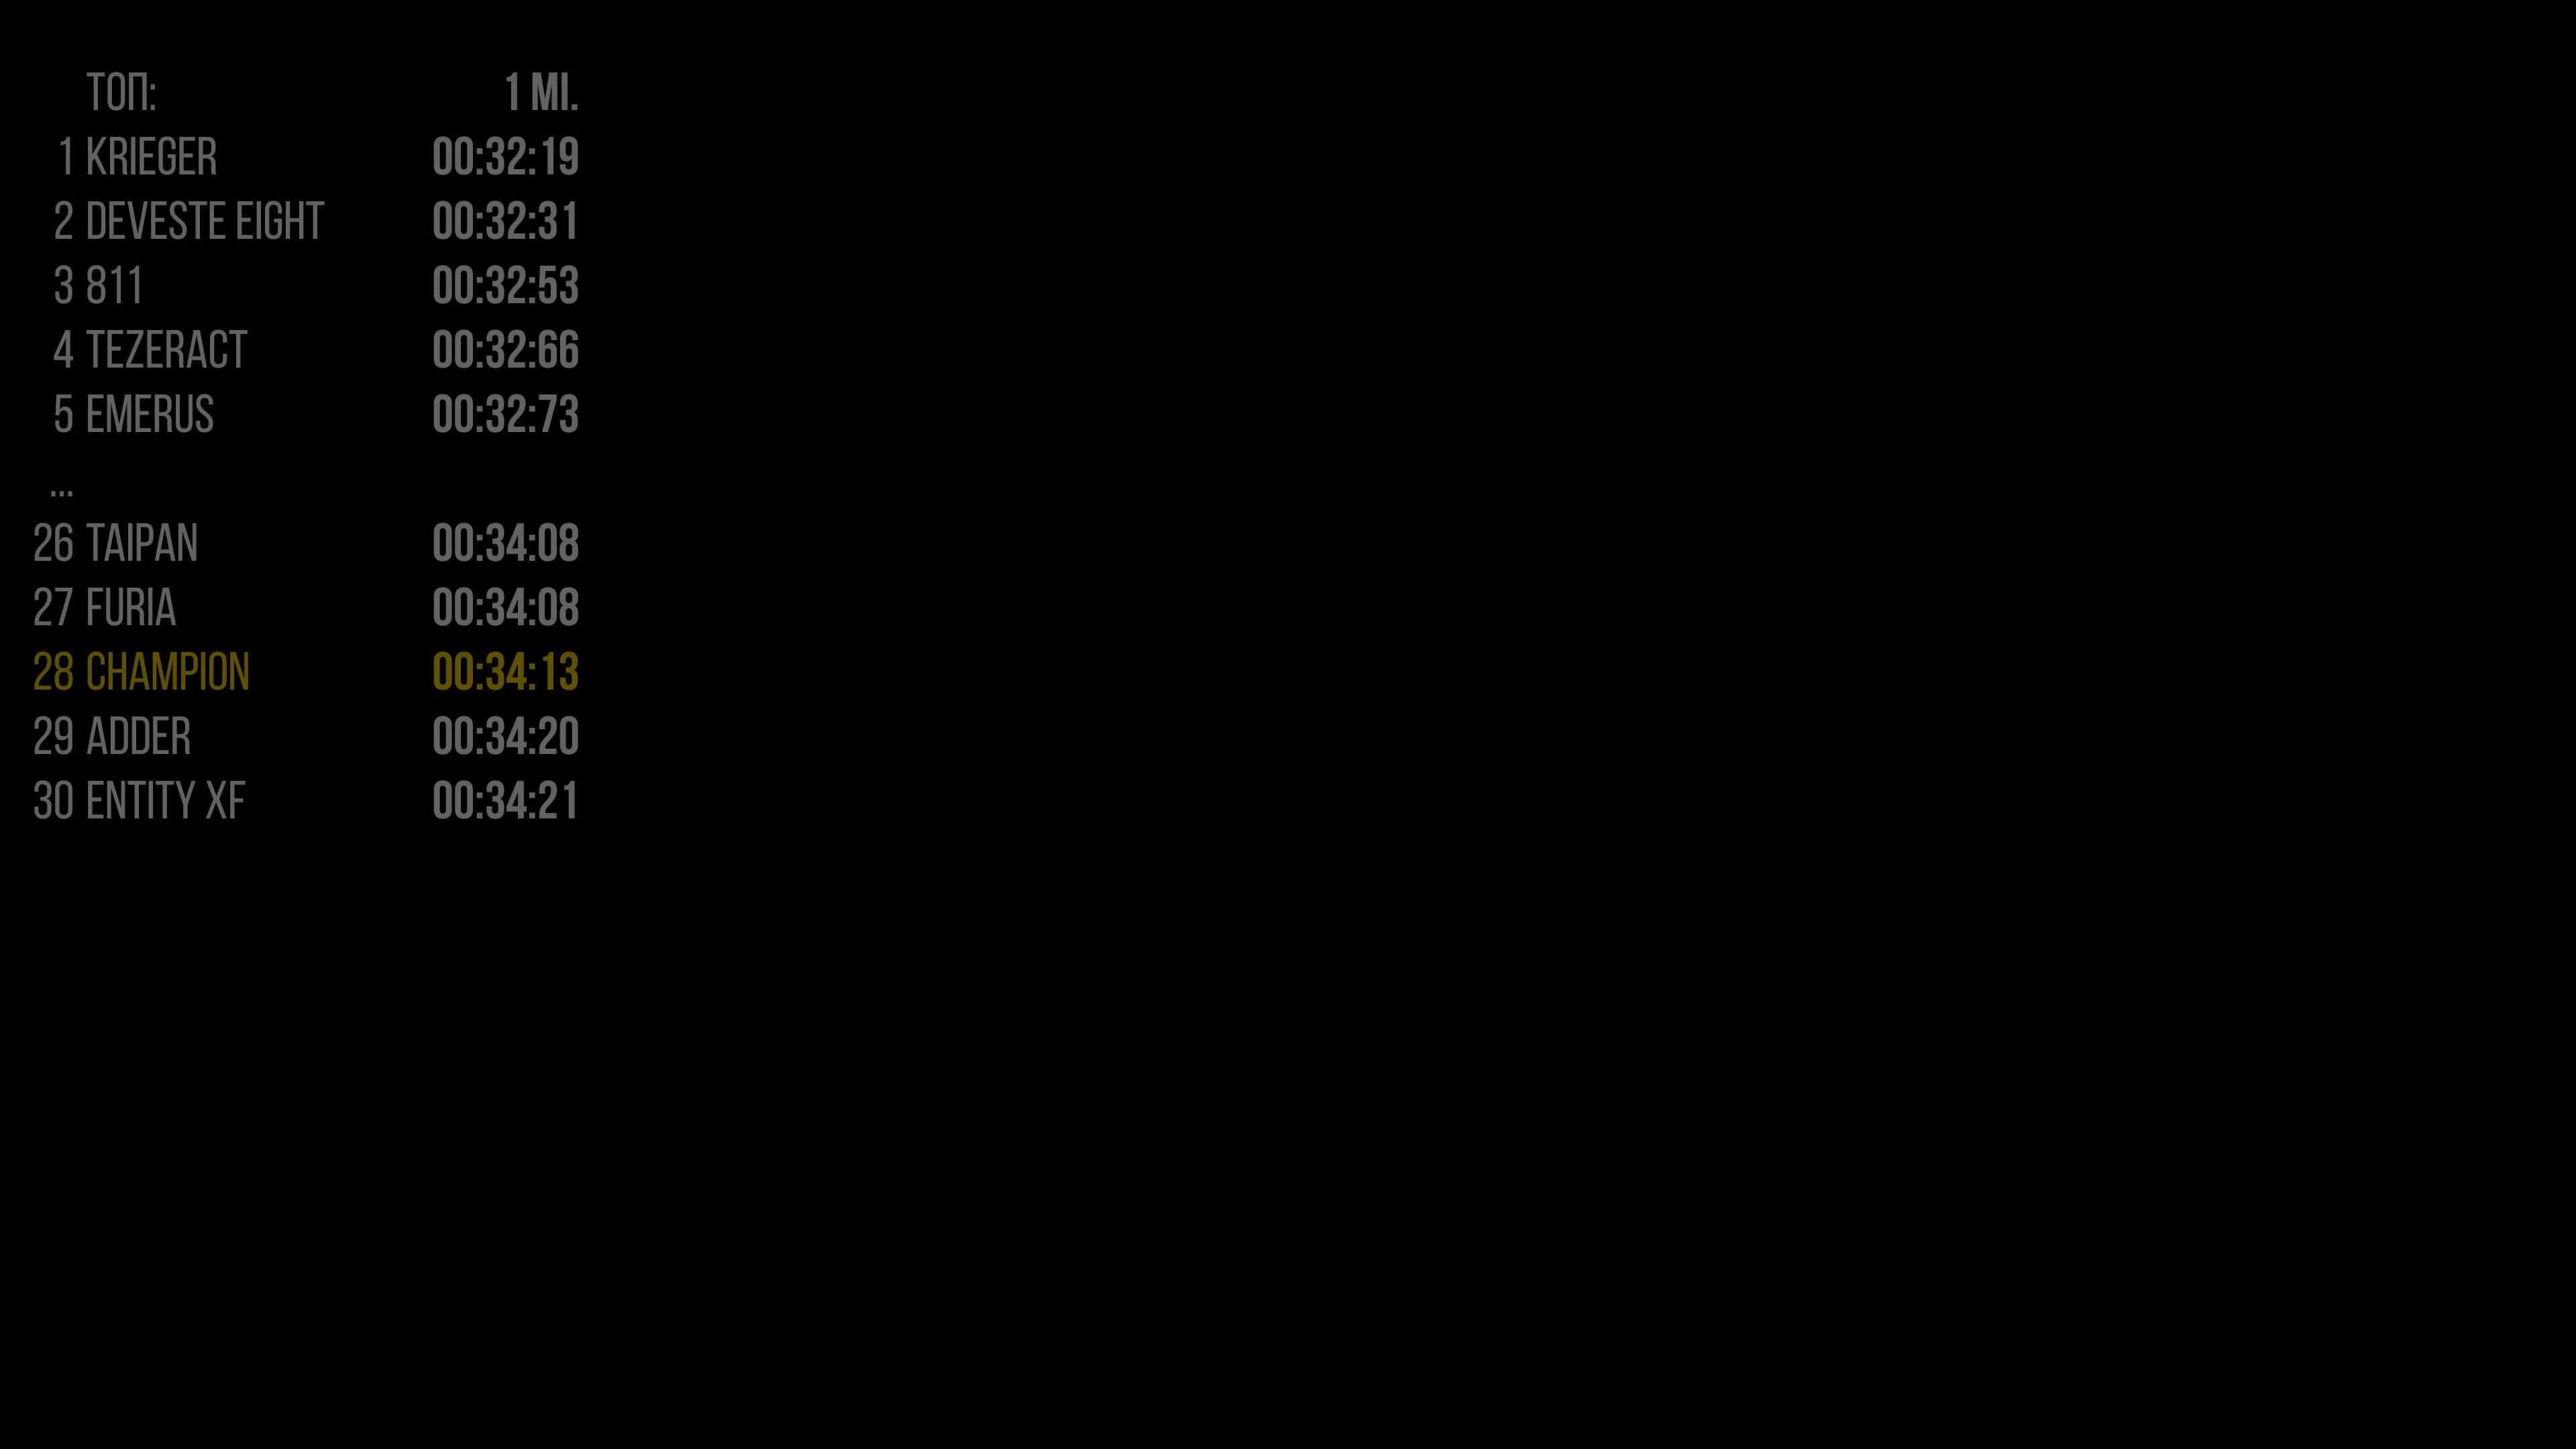 ТОП: 1 MI.
1 KRIEGER 00:32:19
2 DEVESTE EIGHT 00:32:31
3 811 00:32:53
4 TEZERACT 00:32:66
5 EMERUS 00:32:73
...
26 TAIPAN 00:34:08
27 FURIA 00:34:08
28 CHAMPION 00:34:13
29 ADDER 00:34:20
30 ENTITY XF 00:34:21